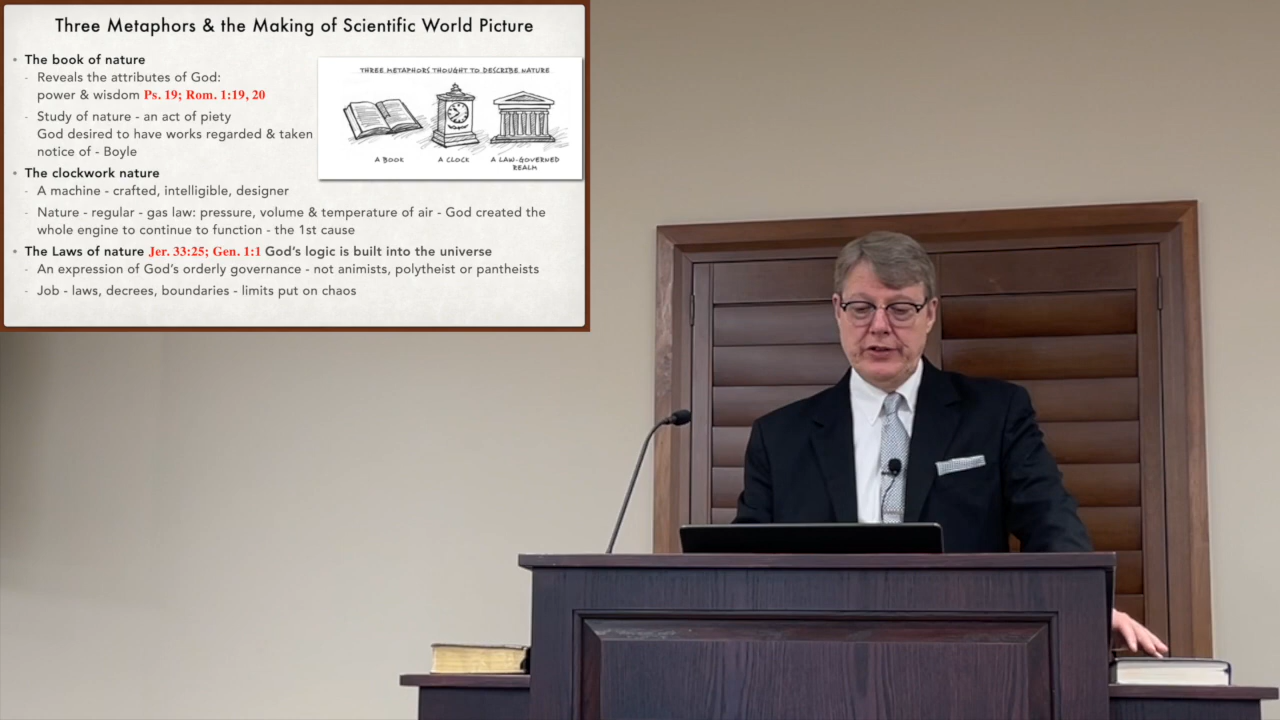 Three Metaphors & the Making of Scientific World Picture
• The book of nature
- Reveals the attributes of God:
power & wisdom Ps. 19; Rom. 1:19, 20
- Study of nature - an act of piety
God desired to have works regarded & taken
notice of - Boyle
THREE METAPHORS THOUGHT TO DESCRIBE NATURE
A BOOK
A CLOCK
A LAW-GOVERNED
REALM
• The clockwork nature
- A machine - crafted, intelligible, designer
- Nature - regular - gas law: pressure, volume & temperature of air - God created the
whole engine to continue to function - the 1st cause
• The Laws of nature Jer. 33:25; Gen. 1:1 God's logic is built into the universe
- An expression of God's orderly governance - not animists, polytheist or pantheists
- Job - laws, decrees, boundaries - limits put on chaos